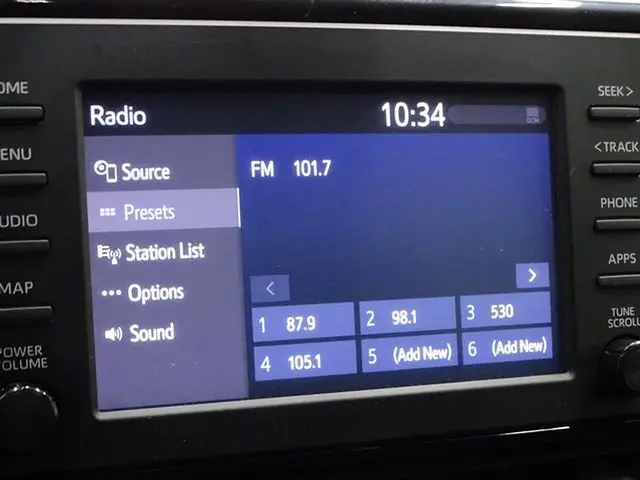 OME
SEEK>
Radio 10:34
DCM
ENU
<TRACK
Source
FM 101.7
UDIO
Presets
PHONE
Station List
MAP
Options
APPS
< >
1 87.9 2 98.1 3 530
TUNE
SCROLL
Sound
POWER
VOLUME
4 105.1 5 (Add New) 6 (Add New)